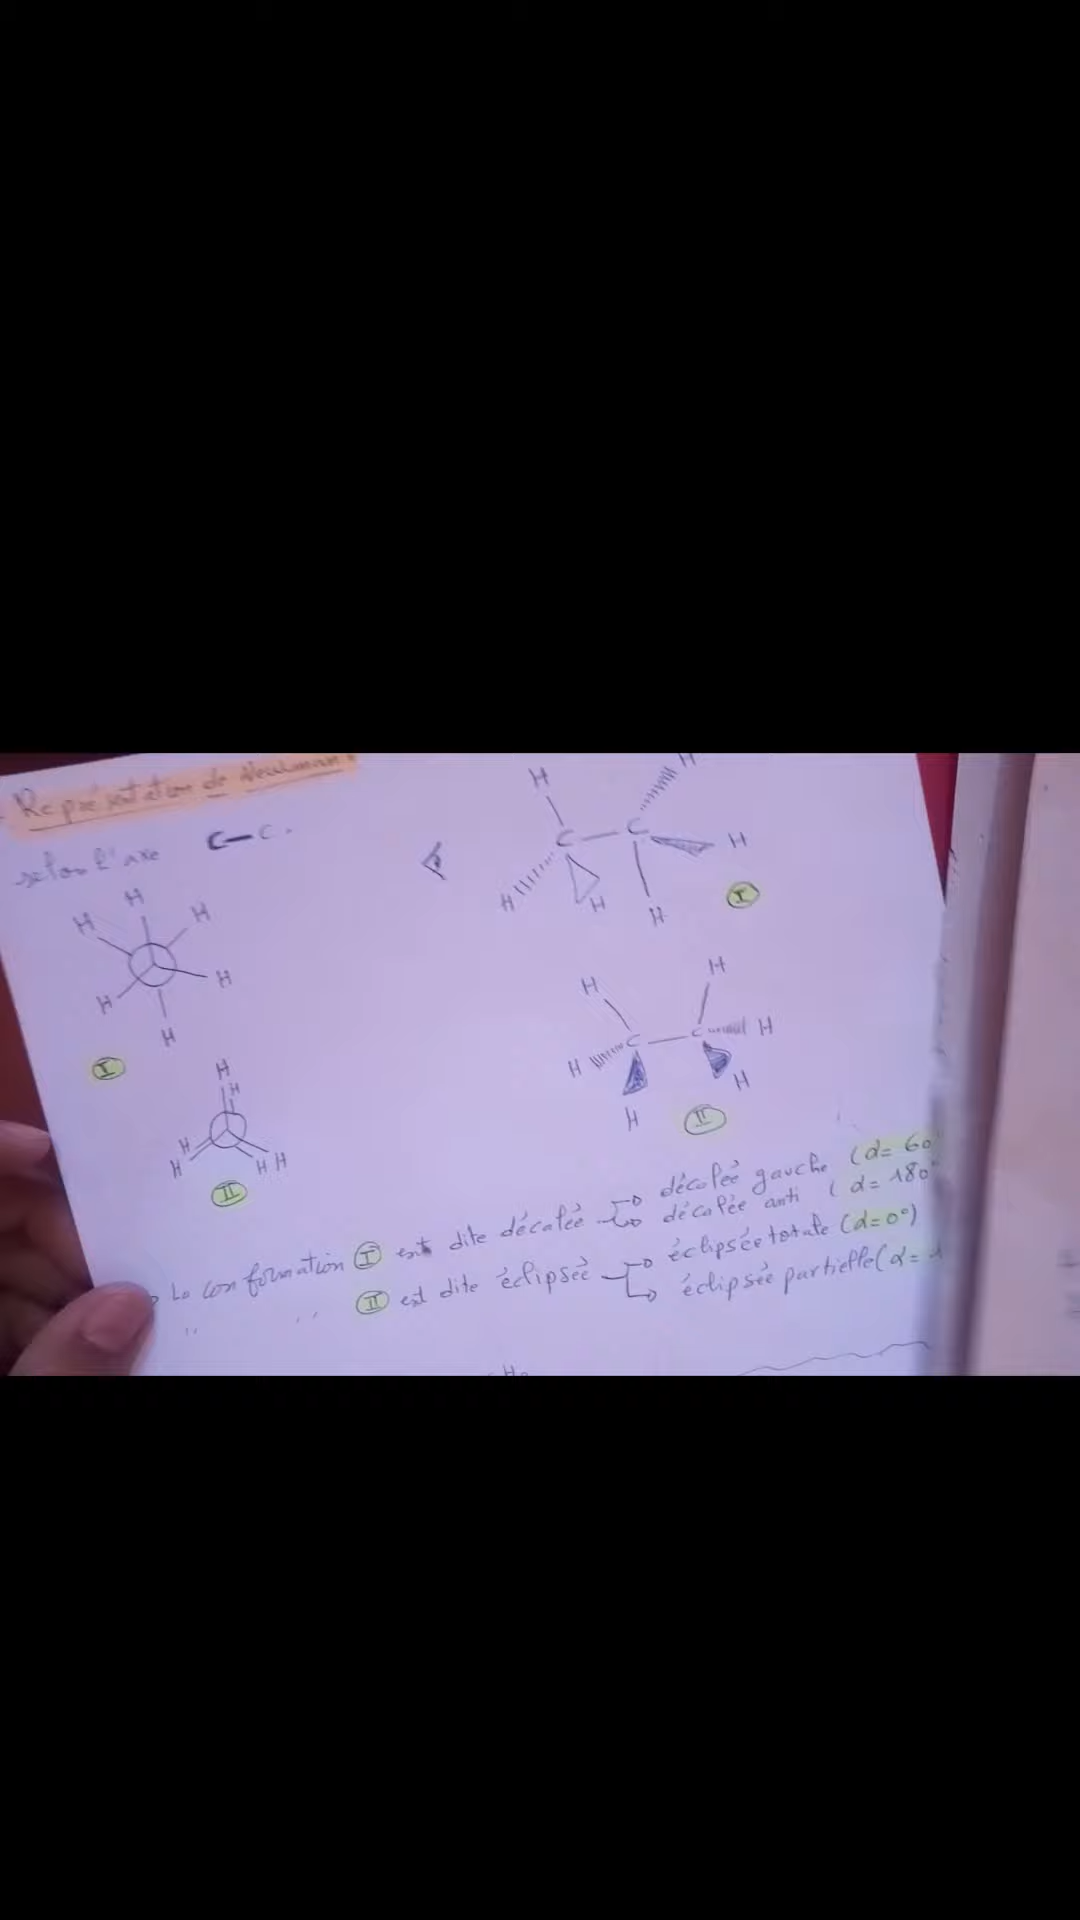 Représentation de Newman
selon l'axe C-C.
H
H
C C H
H H
H
I
H
H H
H H
H
I
H H
H C C H
H H
II
H
H
H H
H H H
II
La conformation I est dite décalée décalée gauche (α= 60°
décalée anti (α= 180°
" " II est dite éclipsée éclipsée totale (α=0°)
éclipsée partielle (α= 1
H